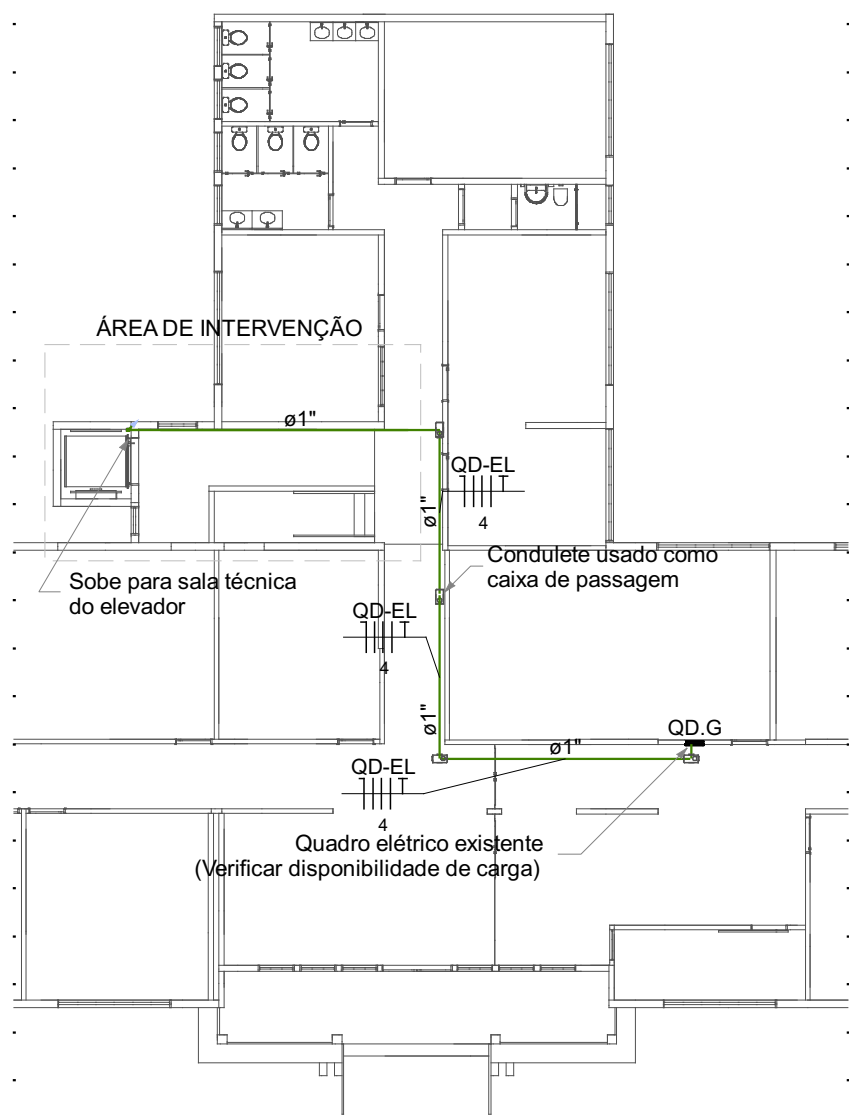 ÁREA DE INTERVENÇÃO
ø1"
QD-EL
4
ø1"
Condulete usado como
caixa de passagem
Sobe para sala técnica
do elevador
QD-EL
4
ø1"
QD.G
ø1"
QD-EL
4
Quadro elétrico existente
(Verificar disponibilidade de carga)